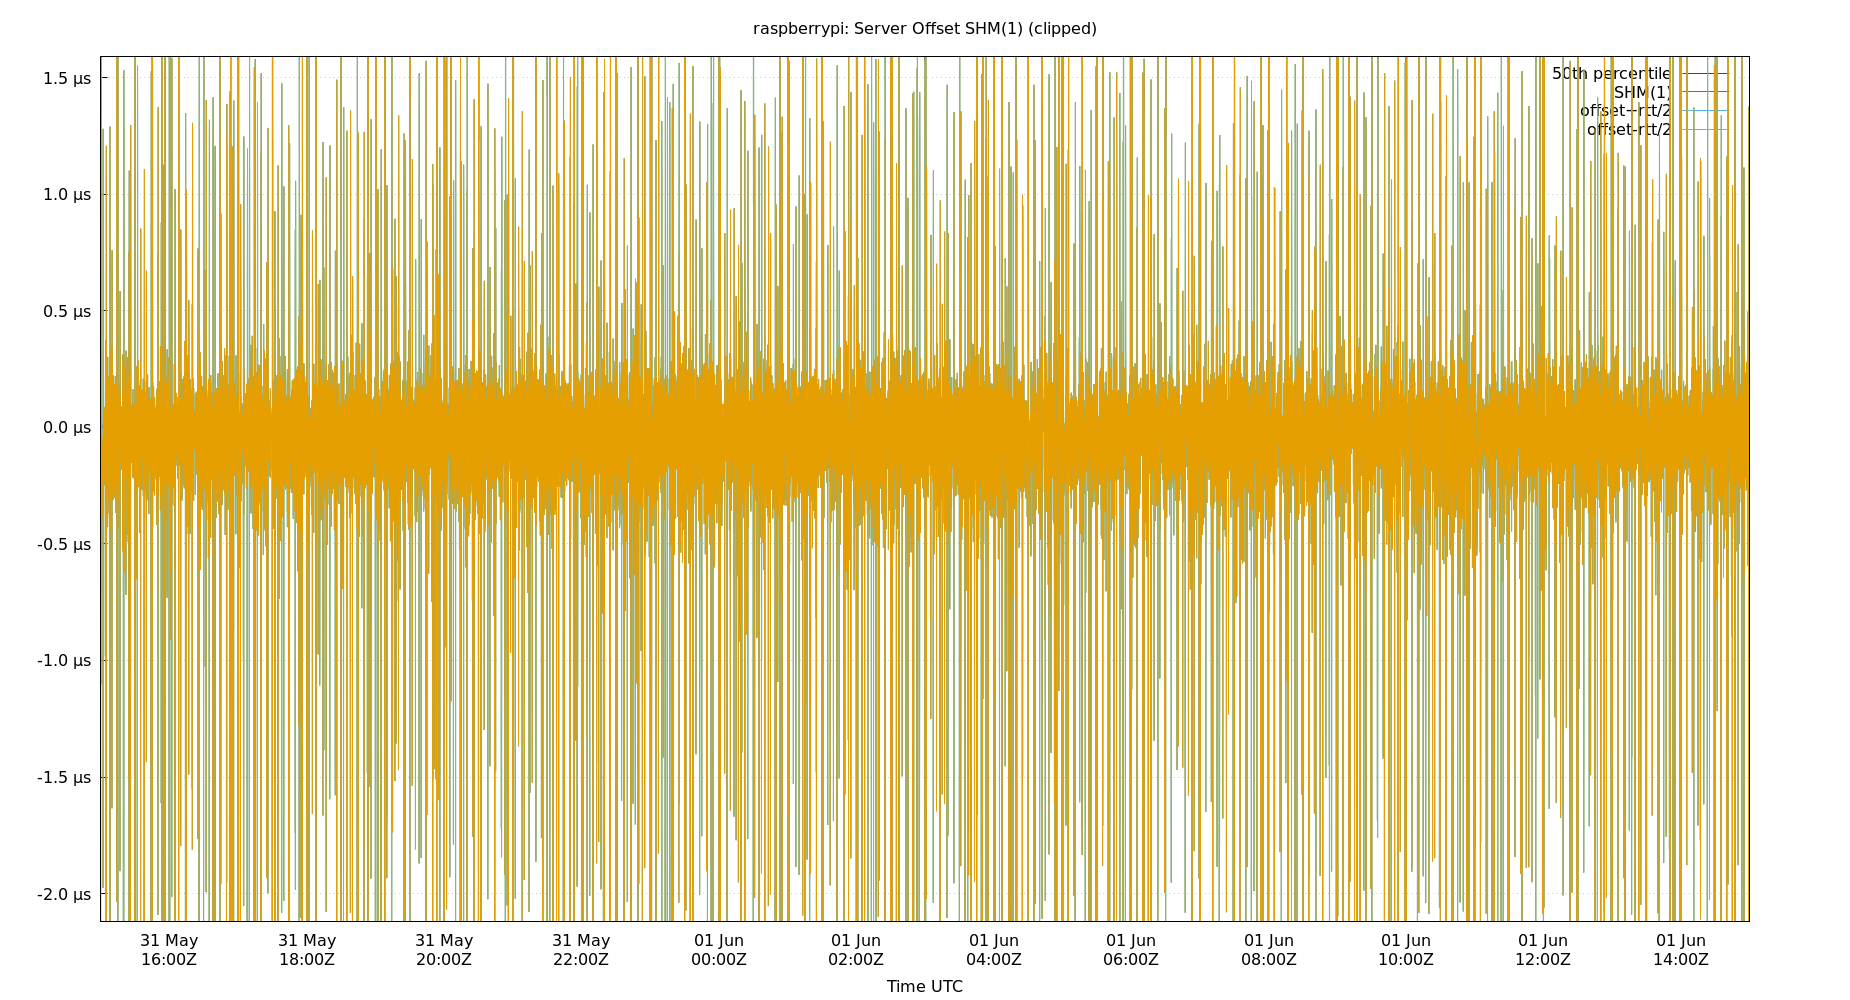 raspberrypi: Server Offset SHM(1) (clipped)
1.5 µs
1.0 µs
0.5 µs
0.0 µs
-0.5 µs
-1.0 µs
-1.5 µs
-2.0 µs
50th percentile
SHM(1)
offset+-rtt/2
offset-rtt/2
31 May 31 May 31 May 31 May 01 Jun 01 Jun 01 Jun 01 Jun 01 Jun 01 Jun 01 Jun 01 Jun
16:00Z 18:00Z 20:00Z 22:00Z 00:00Z 02:00Z 04:00Z 06:00Z 08:00Z 10:00Z 12:00Z 14:00Z
Time UTC